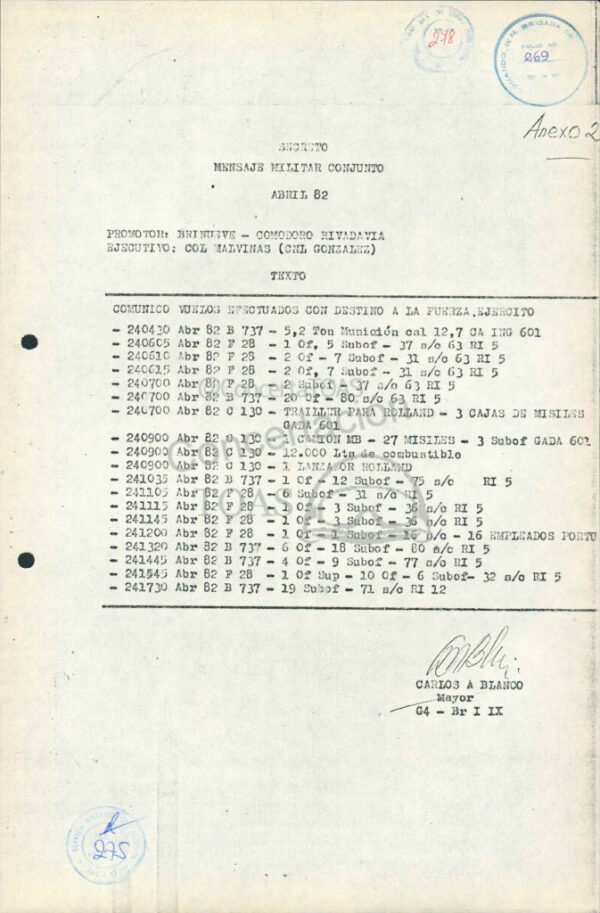 278
COMANDO IX BRIGADA DE
FOLIO NRO
269
Anexo 2
SECRETO
MENSAJE MILITAR CONJUNTO
ABRIL 82
PROMOTOR: BRINUEVE - COMODORO RIVADAVIA
EJECUTIVO: COL MALVINAS (CNL GONZALEZ)
TEXTO
COMUNICO VUELOS EFECTUADOS CON DESTINO A LA FUERZA EJERCITO
- 240430 Abr 82 B 737 - 5,2 Ton Munición cal 12,7 CA ING 601
- 240605 Abr 82 F 28 - 1 Of, 5 Subof - 37 s/c 63 RI 5
- 240610 Abr 82 F 28 - 2 Of - 7 Subof - 31 s/c 63 RI 5
- 240615 Abr 82 F 28 - 2 Of, 7 Subof - 31 s/c 63 RI 5
- 240700 Abr 82 F 28 - 2 Subof - 37 s/c 63 RI 5
- 240700 Abr 82 B 737 - 20 Of - 80 s/c 63 RI 5
- 240700 Abr 82 C 130 - TRAILLER PARA ROLLAND - 3 CAJAS DE MISILES
GADA 601
- 240900 Abr 82 C 130 - 1 CAMION MB - 27 MISILES - 3 Subof GADA 601
- 240900 Abr 82 C 130 - 12.000 Lts de combustible
- 240900 Abr 82 C 130 - 1 LANZADOR ROLLAND
- 241035 Abr 82 B 737 - 1 Of - 12 Subof - 75 s/c RI 5
- 241105 Abr 82 F 28 - 6 Subof - 31 s/c RI 5
- 241115 Abr 82 F 28 - 1 Of - 3 Subof - 36 s/c RI 5
- 241145 Abr 82 F 28 - 1 Of - 3 Subof - 36 s/c RI 5
- 241200 Abr 82 F 28 - 1 Of - 1 Subof - 16 s/c - 16 EMPLEADOS PORTU
- 241320 Abr 82 B 737 - 6 Of - 18 Subof - 80 s/c RI 5
- 241445 Abr 82 B 737 - 4 Of - 9 Subof - 77 s/c RI 5
- 241545 Abr 82 F 28 - 1 Of Sup - 10 Of - 6 Subof - 32 s/c RI 5
- 241730 Abr 82 B 737 - 19 Subof - 71 s/c RI 12
Conservacion
IOAS
CARLOS A BLANCO
Mayor
G4 - Br I IX
275